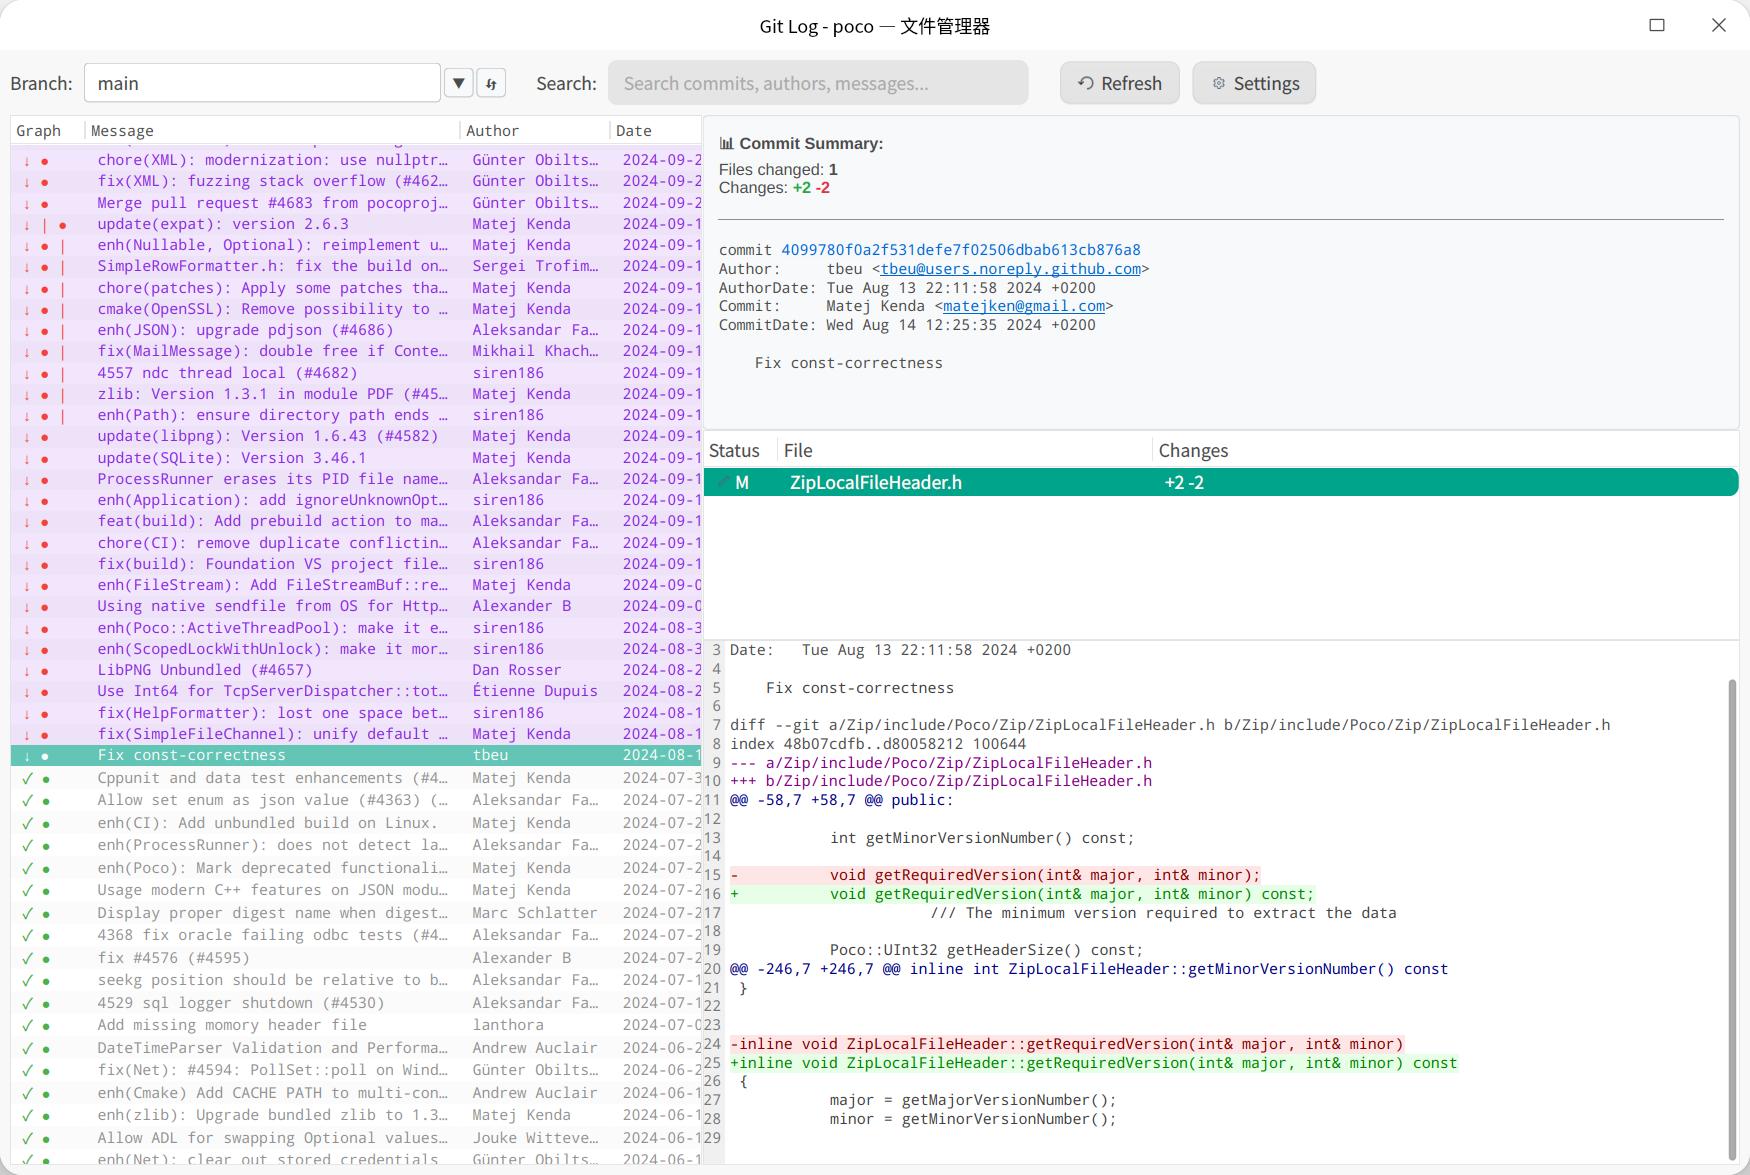 Git Log - poco — 文件管理器
Branch: main ▼ Search: Search commits, authors, messages... Refresh Settings
Graph Message Author Date
↓ ● chore(XML): modernization: use nullptr… Günter Obilts… 2024-09-2
↓ ● fix(XML): fuzzing stack overflow (#462… Günter Obilts… 2024-09-2
↓ ● Merge pull request #4683 from pocoproj… Günter Obilts… 2024-09-2
↓ | ● update(expat): version 2.6.3 Matej Kenda 2024-09-1
↓ ● | enh(Nullable, Optional): reimplement u… Matej Kenda 2024-09-1
↓ ● | SimpleRowFormatter.h: fix the build on… Sergei Trofim… 2024-09-1
↓ ● | chore(patches): Apply some patches tha… Matej Kenda 2024-09-1
↓ ● | cmake(OpenSSL): Remove possibility to … Matej Kenda 2024-09-1
↓ ● | enh(JSON): upgrade pdjson (#4686) Aleksandar Fa… 2024-09-1
↓ ● | fix(MailMessage): double free if Conte… Mikhail Khach… 2024-09-1
↓ ● | 4557 ndc thread local (#4682) siren186 2024-09-1
↓ ● | zlib: Version 1.3.1 in module PDF (#45… Matej Kenda 2024-09-1
↓ ● | enh(Path): ensure directory path ends … siren186 2024-09-1
↓ ● update(libpng): Version 1.6.43 (#4582) Matej Kenda 2024-09-1
↓ ● update(SQLite): Version 3.46.1 Matej Kenda 2024-09-1
↓ ● ProcessRunner erases its PID file name… Aleksandar Fa… 2024-09-1
↓ ● enh(Application): add ignoreUnknownOpt… siren186 2024-09-1
↓ ● feat(build): Add prebuild action to ma… Aleksandar Fa… 2024-09-1
↓ ● chore(CI): remove duplicate conflictin… Aleksandar Fa… 2024-09-1
↓ ● fix(build): Foundation VS project file… siren186 2024-09-1
↓ ● enh(FileStream): Add FileStreamBuf::re… Matej Kenda 2024-09-0
↓ ● Using native sendfile from OS for Http… Alexander B 2024-09-0
↓ ● enh(Poco::ActiveThreadPool): make it e… siren186 2024-08-3
↓ ● enh(ScopedLockWithUnlock): make it mor… siren186 2024-08-3
↓ ● LibPNG Unbundled (#4657) Dan Rosser 2024-08-2
↓ ● Use Int64 for TcpServerDispatcher::tot… Étienne Dupuis 2024-08-2
↓ ● fix(HelpFormatter): lost one space bet… siren186 2024-08-1
↓ ● fix(SimpleFileChannel): unify default … Matej Kenda 2024-08-1
↓ ● Fix const-correctness tbeu 2024-08-1
✓ ● Cppunit and data test enhancements (#4… Matej Kenda 2024-07-3
✓ ● Allow set enum as json value (#4363) (… Aleksandar Fa… 2024-07-2
✓ ● enh(CI): Add unbundled build on Linux. Matej Kenda 2024-07-2
✓ ● enh(ProcessRunner): does not detect la… Aleksandar Fa… 2024-07-2
✓ ● enh(Poco): Mark deprecated functionali… Matej Kenda 2024-07-2
✓ ● Usage modern C++ features on JSON modu… Matej Kenda 2024-07-2
✓ ● Display proper digest name when digest… Marc Schlatter 2024-07-2
✓ ● 4368 fix oracle failing odbc tests (#4… Aleksandar Fa… 2024-07-2
✓ ● fix #4576 (#4595) Alexander B 2024-07-2
✓ ● seekg position should be relative to b… Aleksandar Fa… 2024-07-1
✓ ● 4529 sql logger shutdown (#4530) Aleksandar Fa… 2024-07-1
✓ ● Add missing momory header file lanthora 2024-07-0
✓ ● DateTimeParser Validation and Performa… Andrew Auclair 2024-06-2
✓ ● fix(Net): #4594: PollSet::poll on Wind… Günter Obilts… 2024-06-2
✓ ● enh(Cmake) Add CACHE PATH to multi-con… Andrew Auclair 2024-06-2
✓ ● enh(zlib): Upgrade bundled zlib to 1.3… Matej Kenda 2024-06-1
✓ ● Allow ADL for swapping Optional values… Jouke Witteve… 2024-06-1
✓ ● enh(Net): clear out stored credentials Günter Obilts… 2024-06-1
Commit Summary:
Files changed: 1
Changes: +2 -2
commit 4099780f0a2f531defe7f02506dbab613cb876a8
Author: tbeu <tbeu@users.noreply.github.com>
AuthorDate: Tue Aug 13 22:11:58 2024 +0200
Commit: Matej Kenda <matejken@gmail.com>
CommitDate: Wed Aug 14 12:25:35 2024 +0200
Fix const-correctness
Status File Changes
M ZipLocalFileHeader.h +2 -2
3 Date: Tue Aug 13 22:11:58 2024 +0200
4
5 Fix const-correctness
6
7 diff --git a/Zip/include/Poco/Zip/ZipLocalFileHeader.h b/Zip/include/Poco/Zip/ZipLocalFileHeader.h
8 index 48b07cdfb..d80058212 100644
9 --- a/Zip/include/Poco/Zip/ZipLocalFileHeader.h
10 +++ b/Zip/include/Poco/Zip/ZipLocalFileHeader.h
11 @@ -58,7 +58,7 @@ public:
12
13 int getMinorVersionNumber() const;
14
15 - void getRequiredVersion(int& major, int& minor);
16 + void getRequiredVersion(int& major, int& minor) const;
17 /// The minimum version required to extract the data
18
19 Poco::UInt32 getHeaderSize() const;
20 @@ -246,7 +246,7 @@ inline int ZipLocalFileHeader::getMinorVersionNumber() const
21 }
22
23
24 -inline void ZipLocalFileHeader::getRequiredVersion(int& major, int& minor)
25 +inline void ZipLocalFileHeader::getRequiredVersion(int& major, int& minor) const
26 {
27 major = getMajorVersionNumber();
28 minor = getMinorVersionNumber();
29